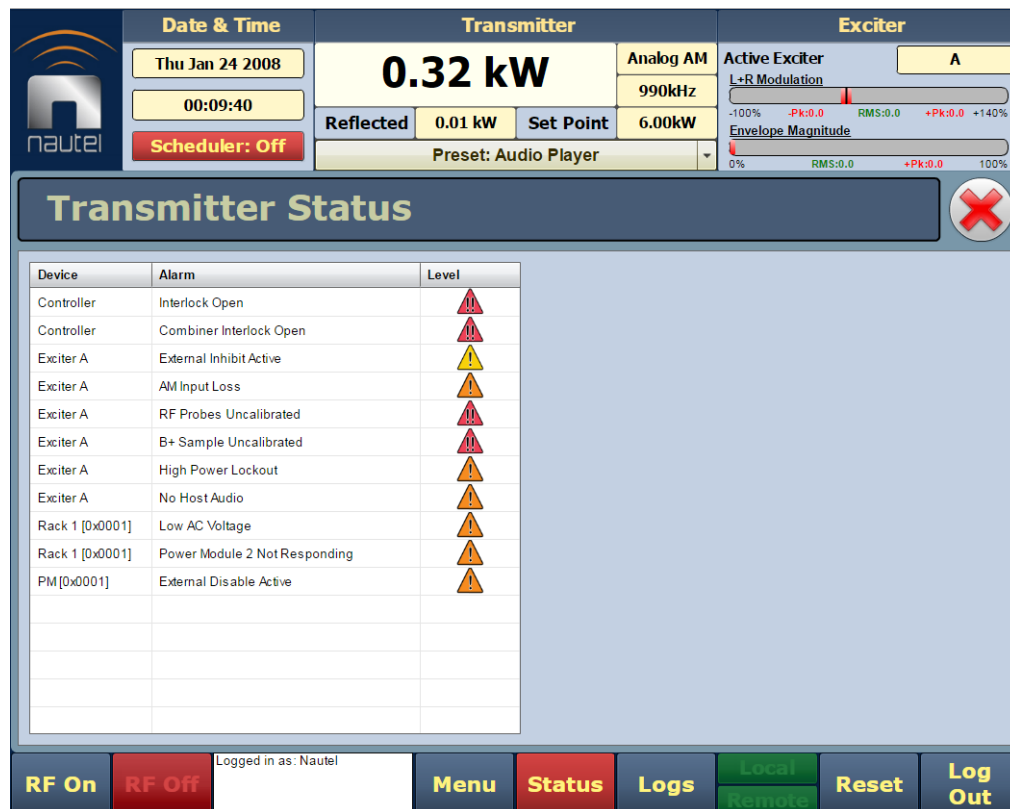 nautel
Date & Time
Thu Jan 24 2008
00:09:40
Scheduler: Off
Transmitter
0.32 kW
Analog AM
990kHz
Reflected 0.01 kW Set Point 6.00kW
Preset: Audio Player
Exciter
Active Exciter A
L+R Modulation
-100% -Pk:0.0 RMS:0.0 +Pk:0.0 +140%
Envelope Magnitude
0% RMS:0.0 +Pk:0.0 100%
Transmitter Status
Device Alarm Level
Controller Interlock Open
Controller Combiner Interlock Open
Exciter A External Inhibit Active
Exciter A AM Input Loss
Exciter A RF Probes Uncalibrated
Exciter A B+ Sample Uncalibrated
Exciter A High Power Lockout
Exciter A No Host Audio
Rack 1 [0x0001] Low AC Voltage
Rack 1 [0x0001] Power Module 2 Not Responding
PM [0x0001] External Disable Active
RF On
RF Off
Logged in as: Nautel
Menu
Status
Logs
Local
Remote
Reset
Log
Out